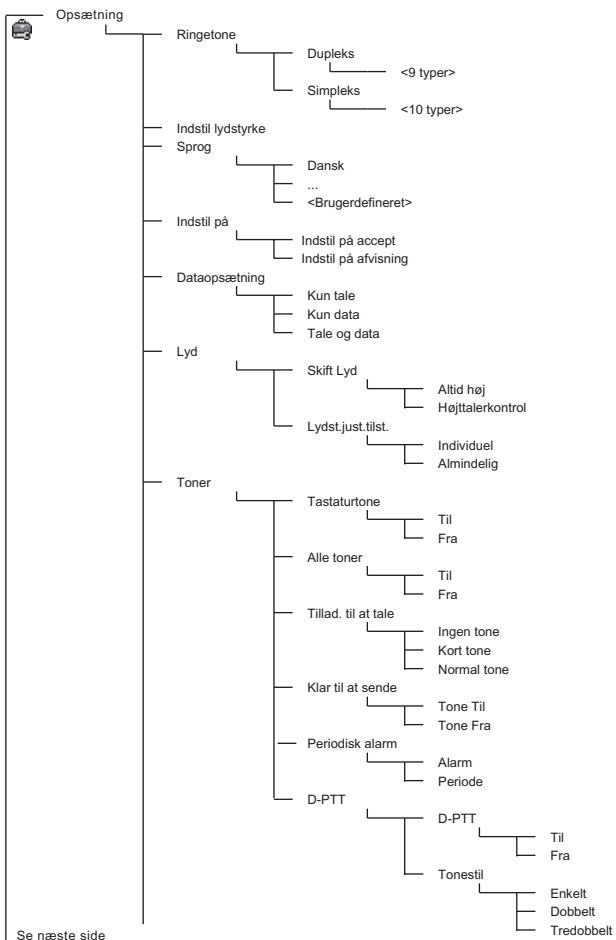 Opsætning
Ringetone
Dupleks
<9 typer>
Simpleks
<10 typer>
Indstil lydstyrke
Sprog
Dansk
...
<Brugerdefineret>
Indstil på
Indstil på accept
Indstil på afvisning
Dataopsætning
Kun tale
Kun data
Tale og data
Lyd
Skift Lyd
Altid høj
Højttalerkontrol
Lydst.just.tilst.
Individuel
Almindelig
Toner
Tastaturtone
Til
Fra
Alle toner
Til
Fra
Tillad. til at tale
Ingen tone
Kort tone
Normal tone
Klar til at sende
Tone Til
Tone Fra
Periodisk alarm
Alarm
Periode
D-PTT
D-PTT
Til
Fra
Tonestil
Enkelt
Dobbelt
Tredobbelt
Se næste side